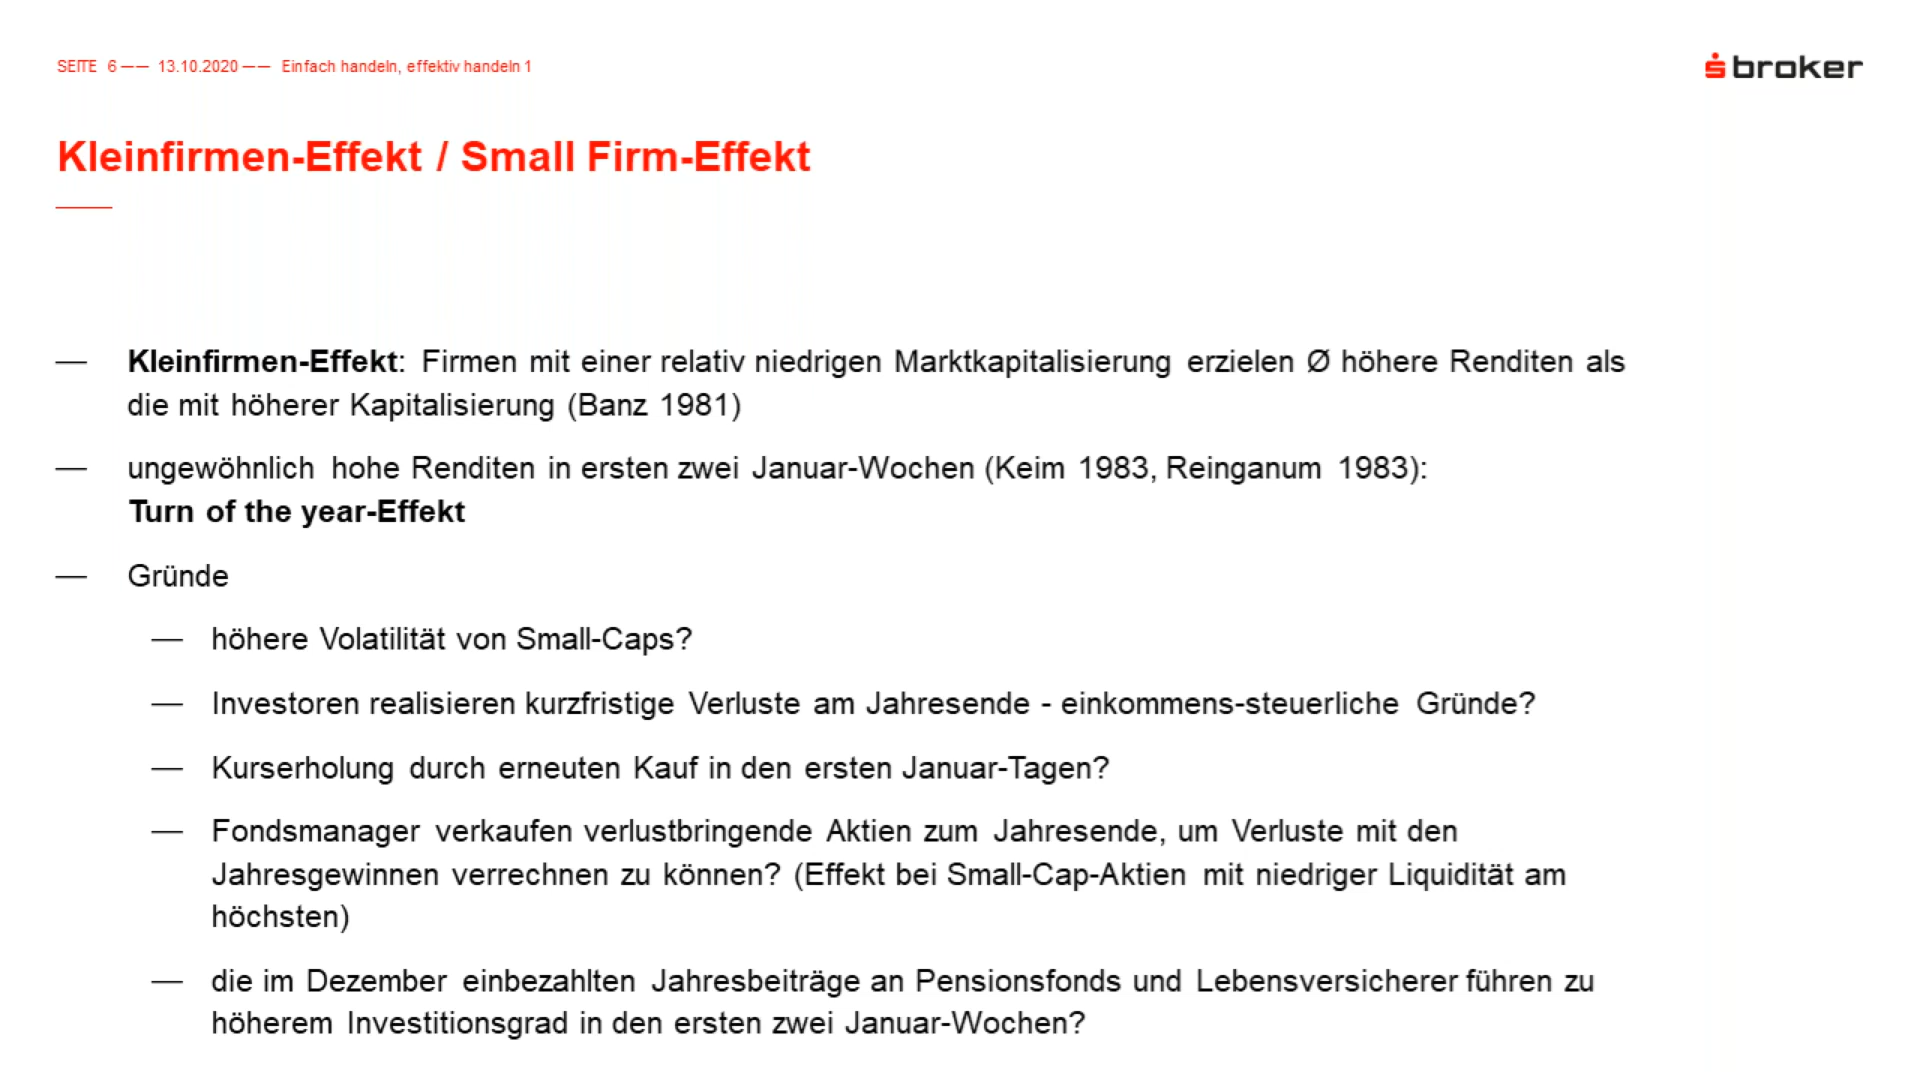 SEITE 6 —— 13.10.2020 —— Einfach handeln, effektiv handeln 1
broker
Kleinfirmen-Effekt / Small Firm-Effekt
— Kleinfirmen-Effekt: Firmen mit einer relativ niedrigen Marktkapitalisierung erzielen Ø höhere Renditen als
die mit höherer Kapitalisierung (Banz 1981)
— ungewöhnlich hohe Renditen in ersten zwei Januar-Wochen (Keim 1983, Reinganum 1983):
Turn of the year-Effekt
— Gründe
— höhere Volatilität von Small-Caps?
— Investoren realisieren kurzfristige Verluste am Jahresende - einkommens-steuerliche Gründe?
— Kurserholung durch erneuten Kauf in den ersten Januar-Tagen?
— Fondsmanager verkaufen verlustbringende Aktien zum Jahresende, um Verluste mit den
Jahresgewinnen verrechnen zu können? (Effekt bei Small-Cap-Aktien mit niedriger Liquidität am
höchsten)
— die im Dezember einbezahlten Jahresbeiträge an Pensionsfonds und Lebensversicherer führen zu
höherem Investitionsgrad in den ersten zwei Januar-Wochen?